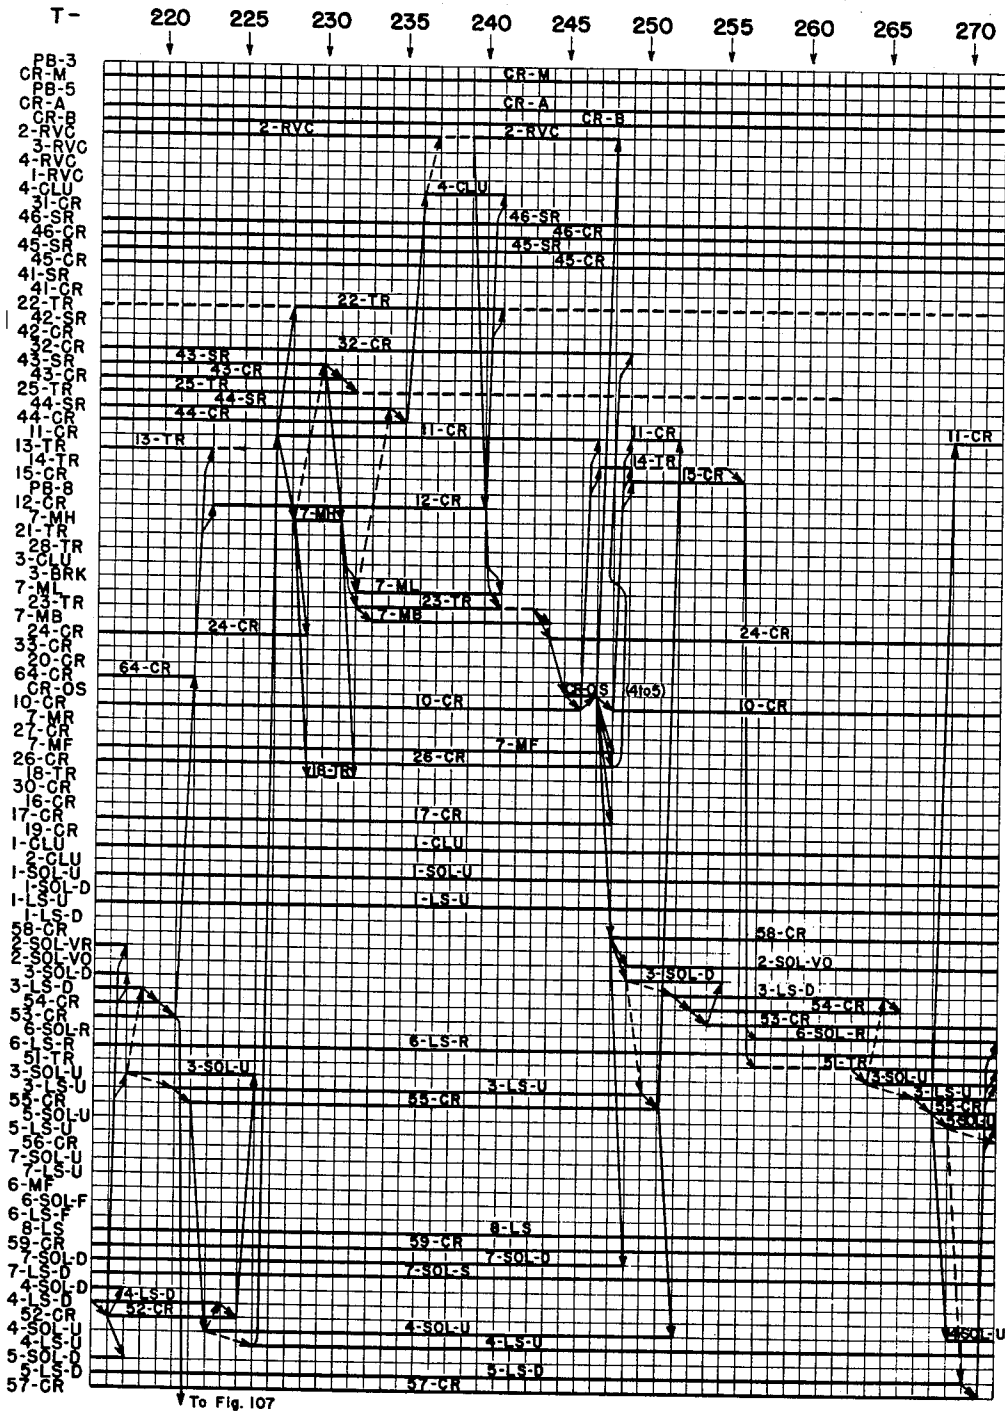 T- 220 225 230 235 240 245 250 255 260 265 270
PB-3
CR-M CR-M
PB-5
CR-A CR-A
CR-B CR-B
2-RVC 2-RVC 2-RVC
3-RVC
4-RVC
1-RVC
4-CLU 4-CLU
31-CR
46-SR 46-SR
46-CR 46-CR
45-SR 45-SR
45-CR 45-CR
41-SR
41-CR
22-TR 22-TR
42-SR
42-CR
32-CR 32-CR
43-SR 43-SR
43-CR 43-CR
25-TR 25-TR
44-SR 44-SR
44-CR 44-CR
11-CR 11-CR 11-CR 11-CR
13-TR 13-TR
14-TR 14-TR
15-CR 15-CR
PB-8
12-CR 12-CR
7-MH 7-MH
21-TR
28-TR
3-CLU
3-BRK
7-ML 7-ML
23-TR 23-TR
7-MB 7-MB
24-CR 24-CR 24-CR
33-CR
20-CR
64-CR 64-CR
CR-OS CR-OS (4to5)
10-CR 10-CR 10-CR
7-MR
27-CR
7-MF 7-MF
26-CR 26-CR
18-TR 18-TR
30-CR
16-CR
17-CR 17-CR
19-CR
1-CLU 1-CLU
2-CLU
1-SOL-U 1-SOL-U
1-SOL-D
1-LS-U 1-LS-U
1-LS-D
58-CR 58-CR
2-SOL-VR
2-SOL-VO 2-SOL-VO
3-SOL-D 3-SOL-D
3-LS-D 3-LS-D
54-CR 54-CR
53-CR 53-CR
6-SOL-R 6-SOL-R
6-LS-R 6-LS-R
51-TR 51-TR
3-SOL-U 3-SOL-U 3-SOL-U
3-LS-U 3-LS-U 3-LS-U
55-CR 55-CR 55-CR
5-SOL-U 5-SOL-U
5-LS-U
56-CR
7-SOL-U
7-LS-U
6-MF
6-SOL-F
6-LS-F
8-LS 8-LS
59-CR 59-CR
7-SOL-D 7-SOL-D
7-LS-D 7-SOL-S
4-SOL-D
4-LS-D 4-LS-D
52-CR 52-CR
4-SOL-U 4-SOL-U 4-SOL-U
4-LS-U 4-LS-U
5-SOL-D
5-LS-D 5-LS-D
57-CR 57-CR
To Fig. 107